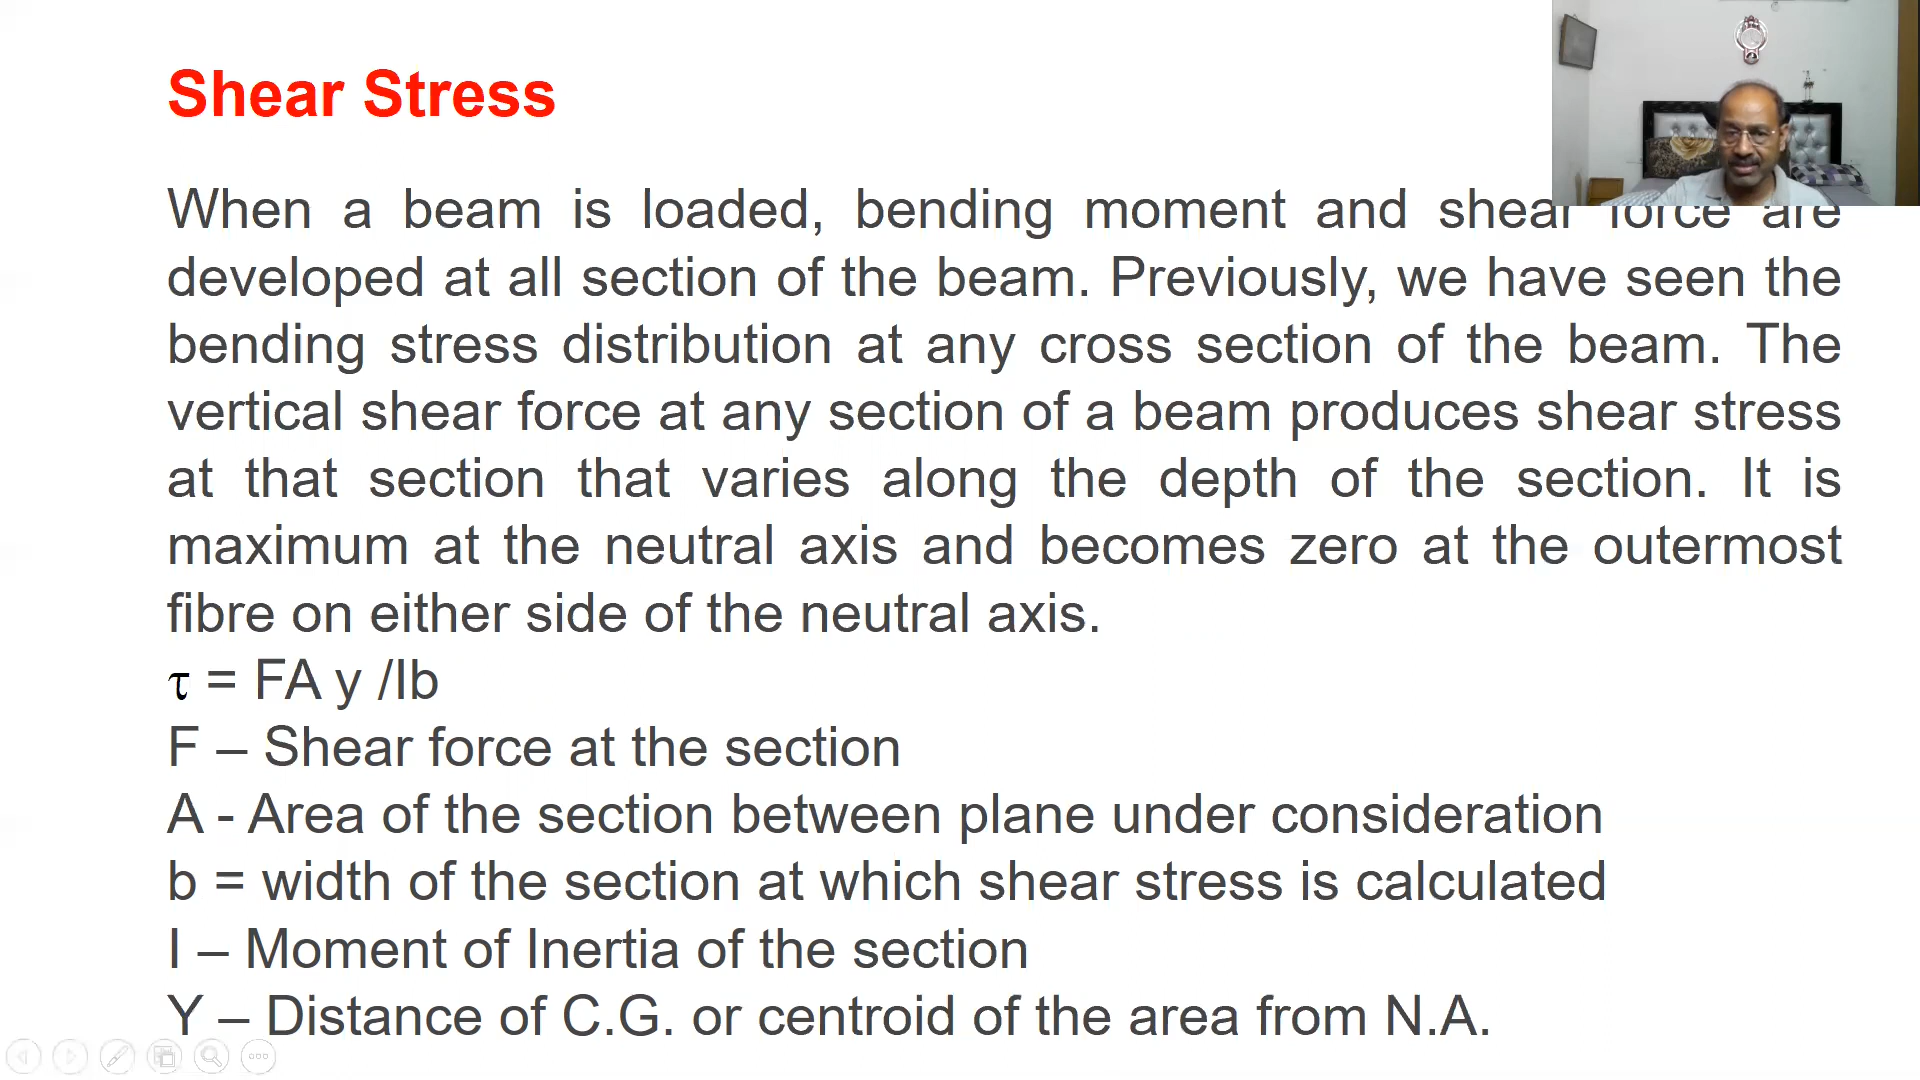 Shear Stress
When a beam is loaded, bending moment and shear force are
developed at all section of the beam. Previously, we have seen the
bending stress distribution at any cross section of the beam. The
vertical shear force at any section of a beam produces shear stress
at that section that varies along the depth of the section. It is
maximum at the neutral axis and becomes zero at the outermost
fibre on either side of the neutral axis.
τ = FA y /Ib
F – Shear force at the section
A - Area of the section between plane under consideration
b = width of the section at which shear stress is calculated
I – Moment of Inertia of the section
Y – Distance of C.G. or centroid of the area from N.A.